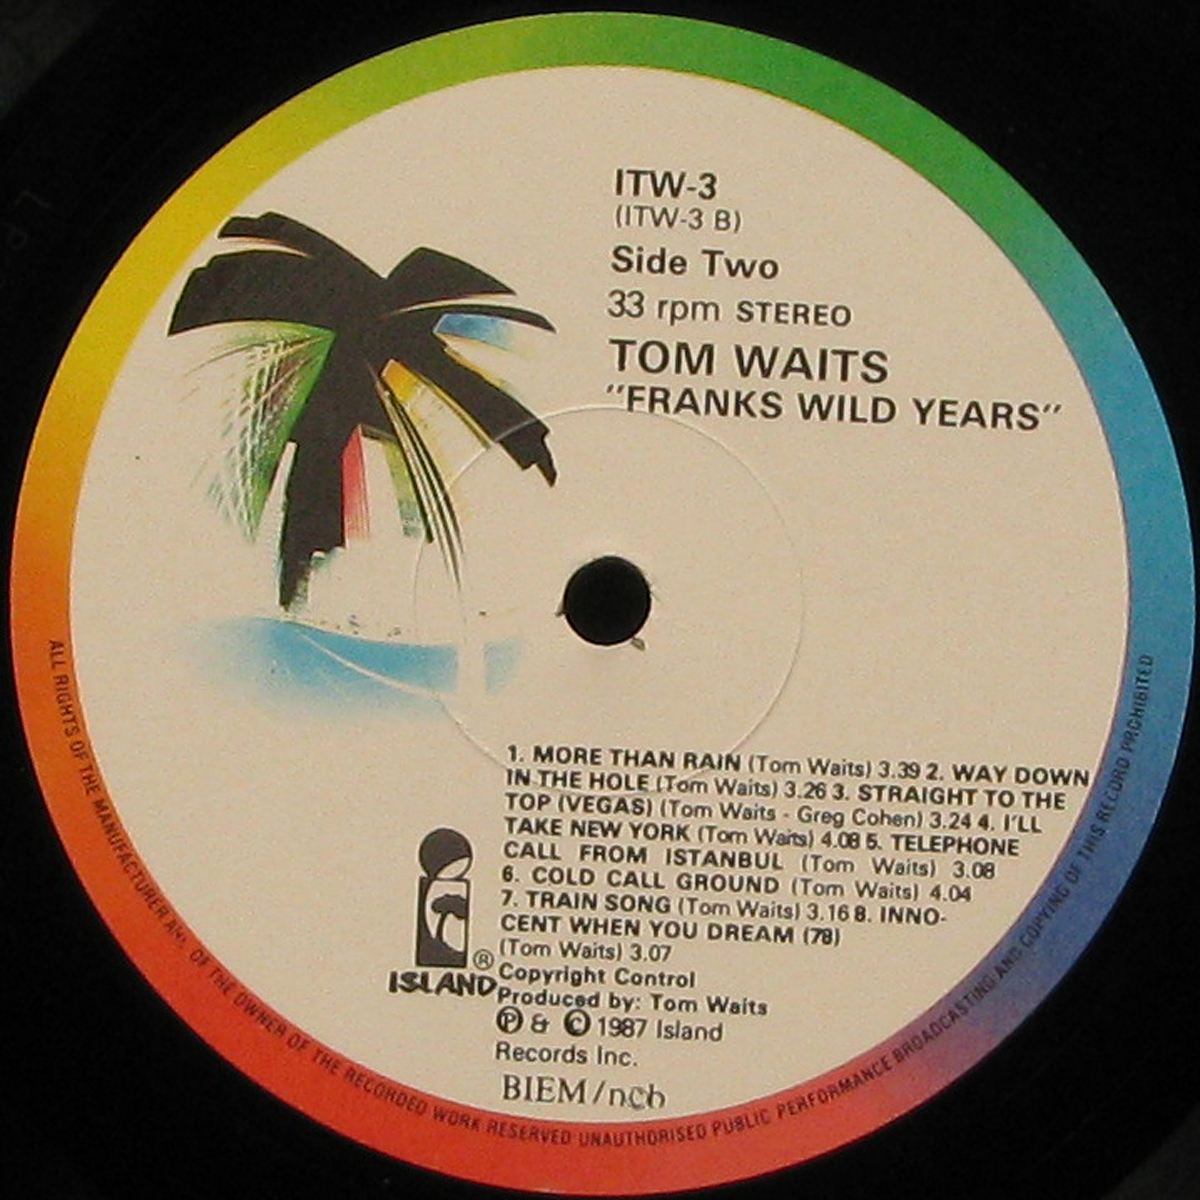 ITW-3
(ITW-3 B)
Side Two
33 rpm STEREO
TOM WAITS
"FRANKS WILD YEARS"
1. MORE THAN RAIN (Tom Waits) 3.39 2. WAY DOWN
IN THE HOLE (Tom Waits) 3.26 3. STRAIGHT TO THE
TOP (VEGAS) (Tom Waits - Greg Cohen) 3.24 4. I'LL
TAKE NEW YORK (Tom Waits) 4.08 5. TELEPHONE
CALL FROM ISTANBUL (Tom Waits) 3.08
6. COLD CALL GROUND (Tom Waits) 4.04
7. TRAIN SONG (Tom Waits) 3.16 8. INNO-
CENT WHEN YOU DREAM (78)
(Tom Waits) 3.07
Copyright Control
Produced by: Tom Waits
Ⓟ & © 1987 Island
Records Inc.
BIEM/ncb
ISLAND®
ALL RIGHTS OF THE MANUFACTURER AND OF THE OWNER OF THE RECORDED WORK RESERVED UNAUTHORISED PUBLIC PERFORMANCE BROADCASTING AND COPYING OF THIS RECORD PROHIBITED